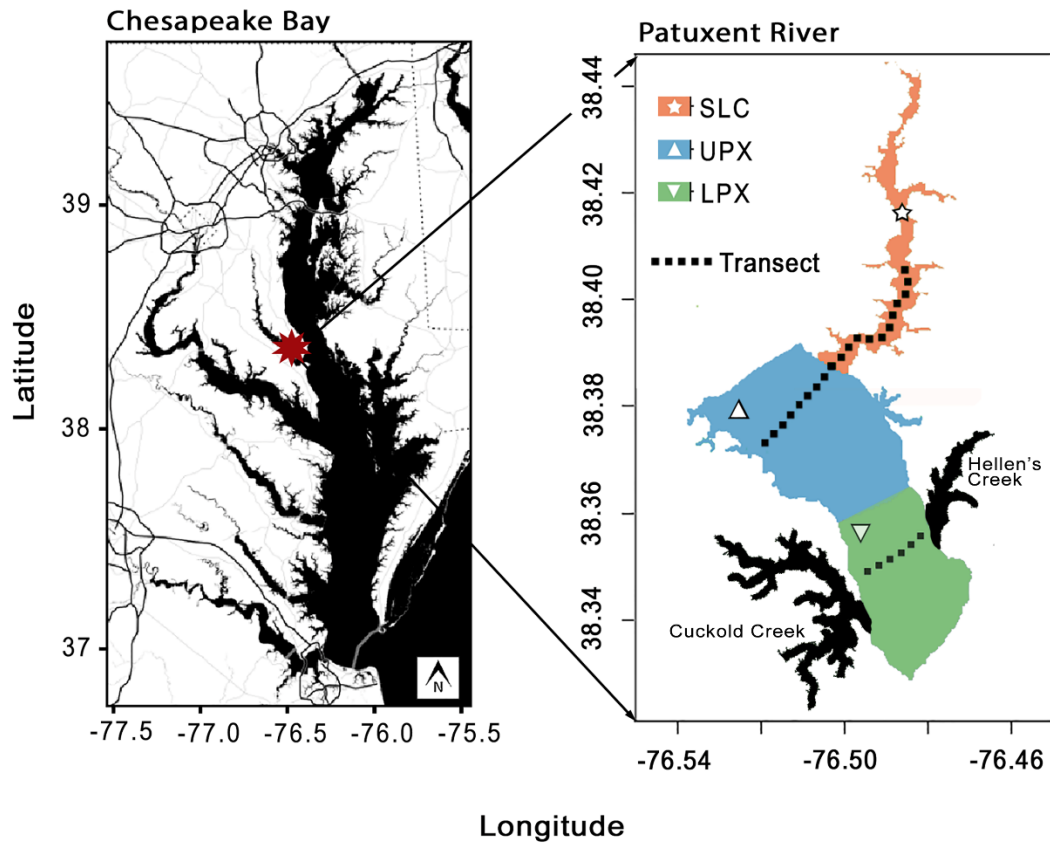 Chesapeake Bay
Patuxent River
Latitude
39
38
37
-77.5
-77.0
-76.5
-76.0
-75.5
N
38.44
38.42
38.40
38.38
38.36
38.34
SLC
UPX
LPX
Transect
Hellen's
Creek
Cuckold Creek
-76.54
-76.50
-76.46
Longitude